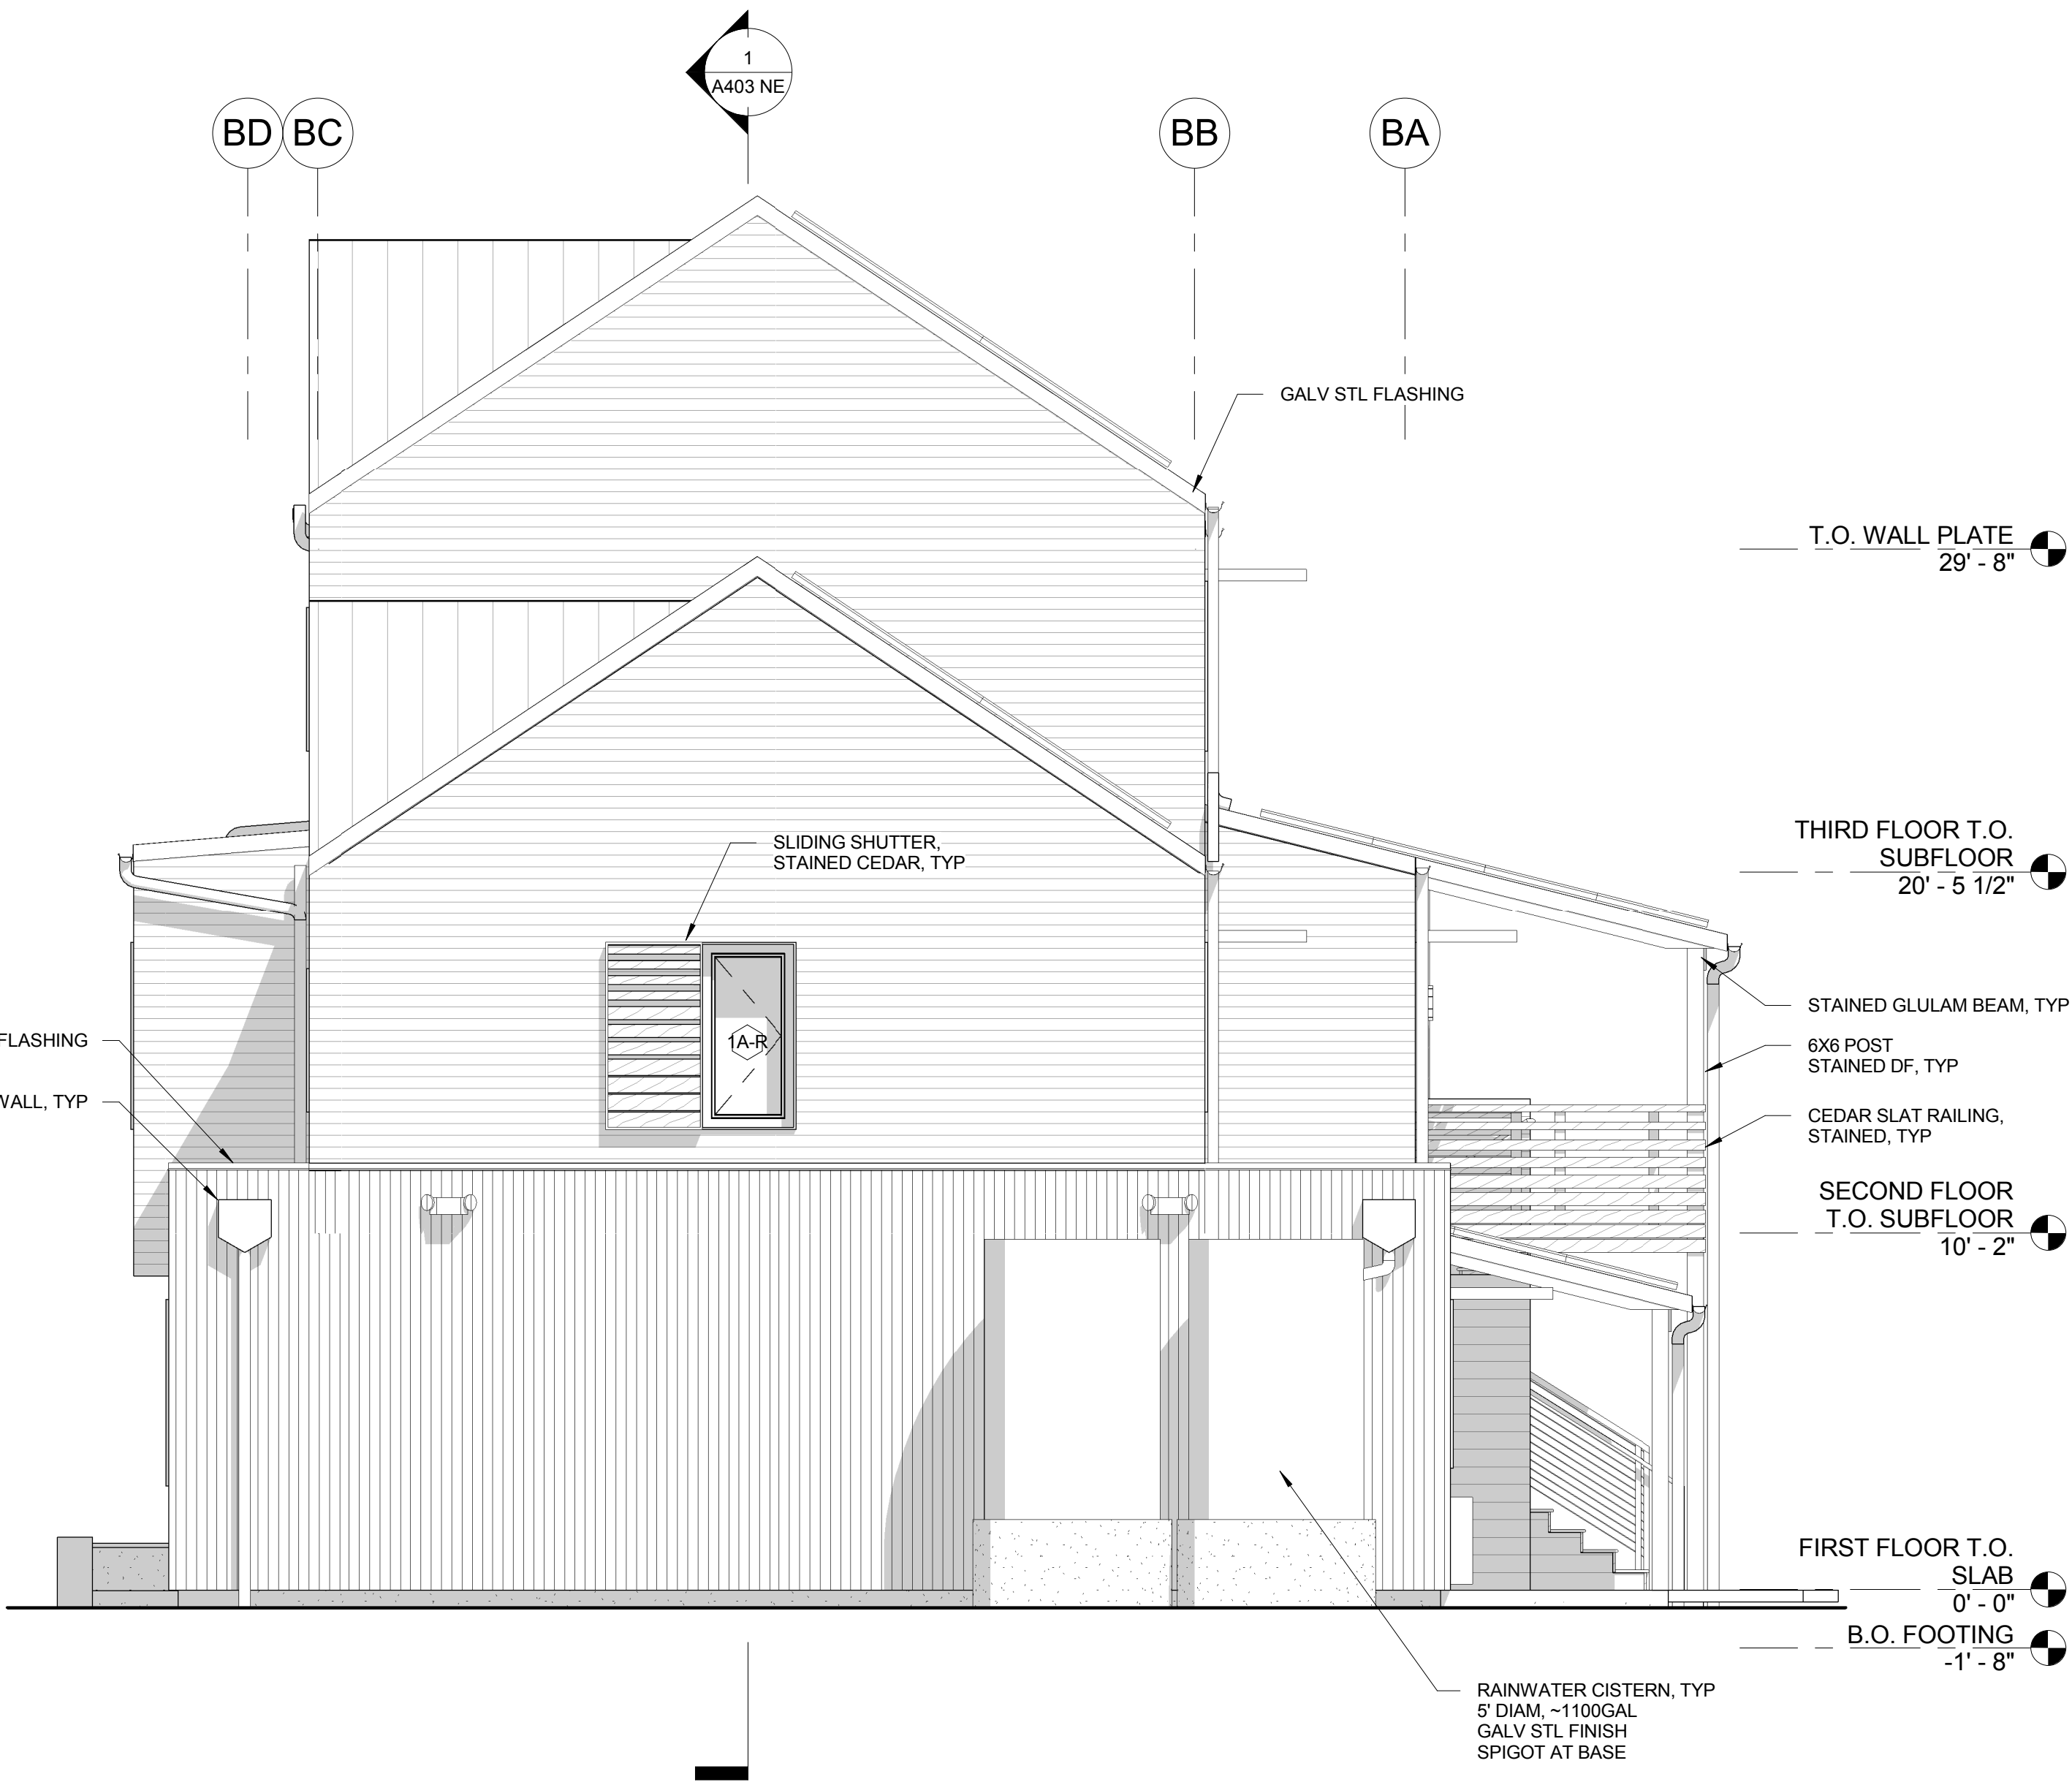 1
A403 NE
BD
BC
BB
BA
GALV STL FLASHING
T.O. WALL PLATE
29' - 8"
THIRD FLOOR T.O.
SUBFLOOR
20' - 5 1/2"
SLIDING SHUTTER,
STAINED CEDAR, TYP
1A-R
FLASHING
WALL, TYP
STAINED GLULAM BEAM, TYP
6X6 POST
STAINED DF, TYP
CEDAR SLAT RAILING,
STAINED, TYP
SECOND FLOOR
T.O. SUBFLOOR
10' - 2"
FIRST FLOOR T.O.
SLAB
0' - 0"
B.O. FOOTING
-1' - 8"
RAINWATER CISTERN, TYP
5' DIAM, ~1100GAL
GALV STL FINISH
SPIGOT AT BASE